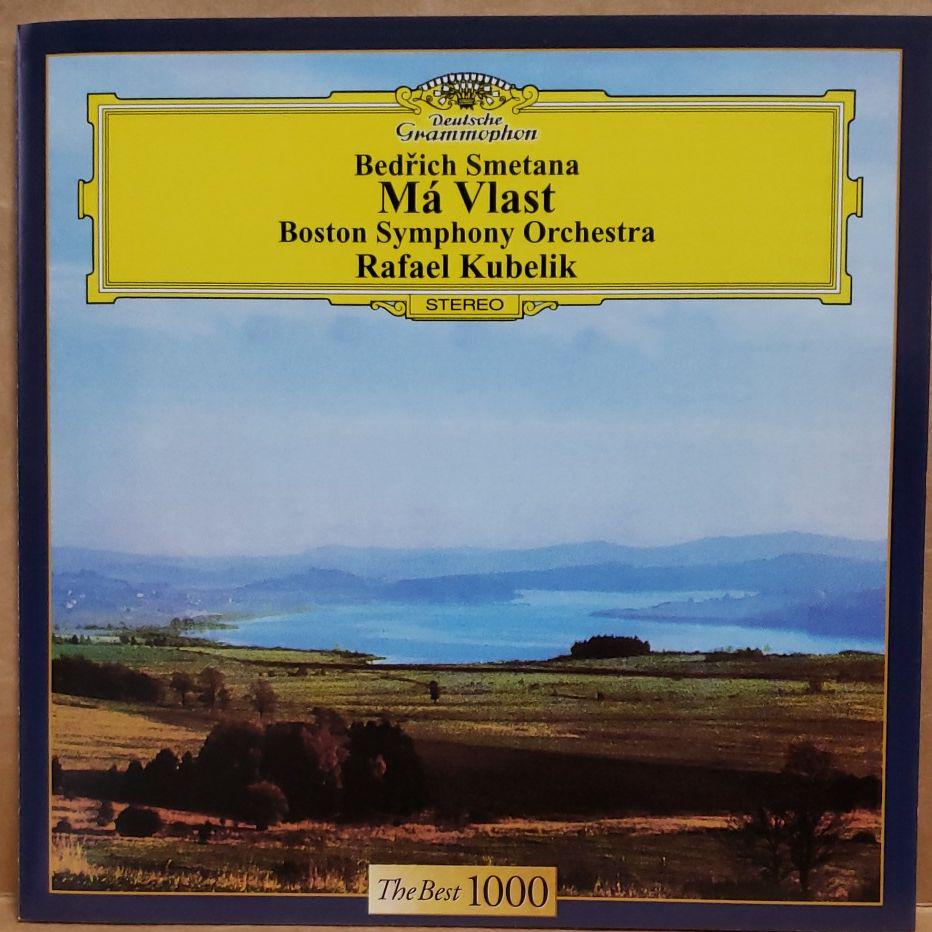 Deutsche
Grammophon
Bedřich Smetana
Má Vlast
Boston Symphony Orchestra
Rafael Kubelik
STEREO
The Best 1000